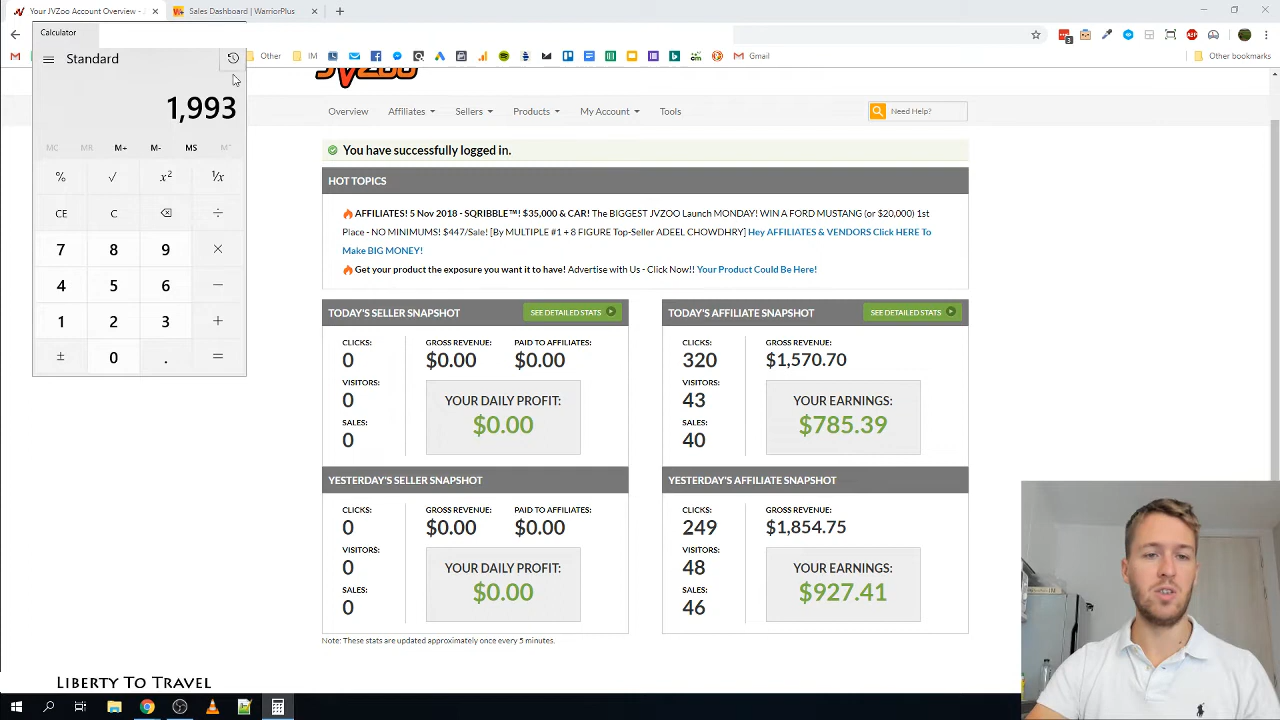 Your JVZoo Account Overview -
Sales Dashboard | WarriorPlus
Calculator
Other
IM
Gmail
Other bookmarks
3
ABP
Standard
1,993
MC MR M+ M- MS M˅
% √ x² ¹/x
CE C ⌫ ÷
7 8 9 ×
4 5 6 −
1 2 3 +
± 0 . =
JVZOO
Overview Affiliates Sellers Products My Account Tools
Need Help?
You have successfully logged in.
HOT TOPICS
AFFILIATES! 5 Nov 2018 - SQRIBBLE™! $35,000 & CAR! The BIGGEST JVZOO Launch MONDAY! WIN A FORD MUSTANG (or $20,000) 1st
Place - NO MINIMUMS! $447/Sale! [By MULTIPLE #1 + 8 FIGURE Top-Seller ADEEL CHOWDHRY] Hey AFFILIATES & VENDORS Click HERE To
Make BIG MONEY!
Get your product the exposure you want it to have! Advertise with Us - Click Now!! Your Product Could Be Here!
TODAY'S SELLER SNAPSHOT
SEE DETAILED STATS
CLICKS:
0
VISITORS:
0
SALES:
0
GROSS REVENUE:
$0.00
PAID TO AFFILIATES:
$0.00
YOUR DAILY PROFIT:
$0.00
TODAY'S AFFILIATE SNAPSHOT
SEE DETAILED STATS
CLICKS:
320
VISITORS:
43
SALES:
40
GROSS REVENUE:
$1,570.70
YOUR EARNINGS:
$785.39
YESTERDAY'S SELLER SNAPSHOT
CLICKS:
0
VISITORS:
0
SALES:
0
GROSS REVENUE:
$0.00
PAID TO AFFILIATES:
$0.00
YOUR DAILY PROFIT:
$0.00
YESTERDAY'S AFFILIATE SNAPSHOT
CLICKS:
249
VISITORS:
48
SALES:
46
GROSS REVENUE:
$1,854.75
YOUR EARNINGS:
$927.41
Note: These stats are updated approximately once every 5 minutes.
LIBERTY TO TRAVEL